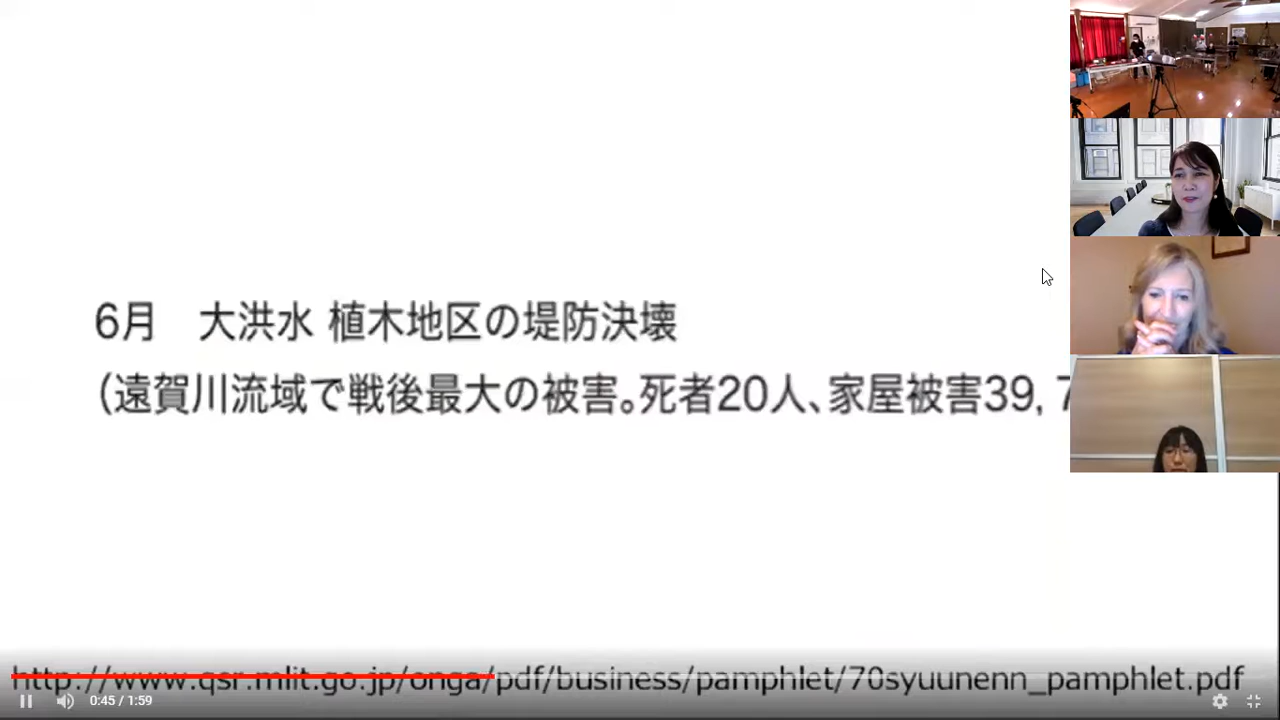 6月　大洪水 植木地区の堤防決壊
(遠賀川流域で戦後最大の被害。死者20人、家屋被害39,
http://www.qsr.mlit.go.jp/onga/pdf/business/pamphlet/70syuunenn_pamphlet.pdf
0:45 / 1:59